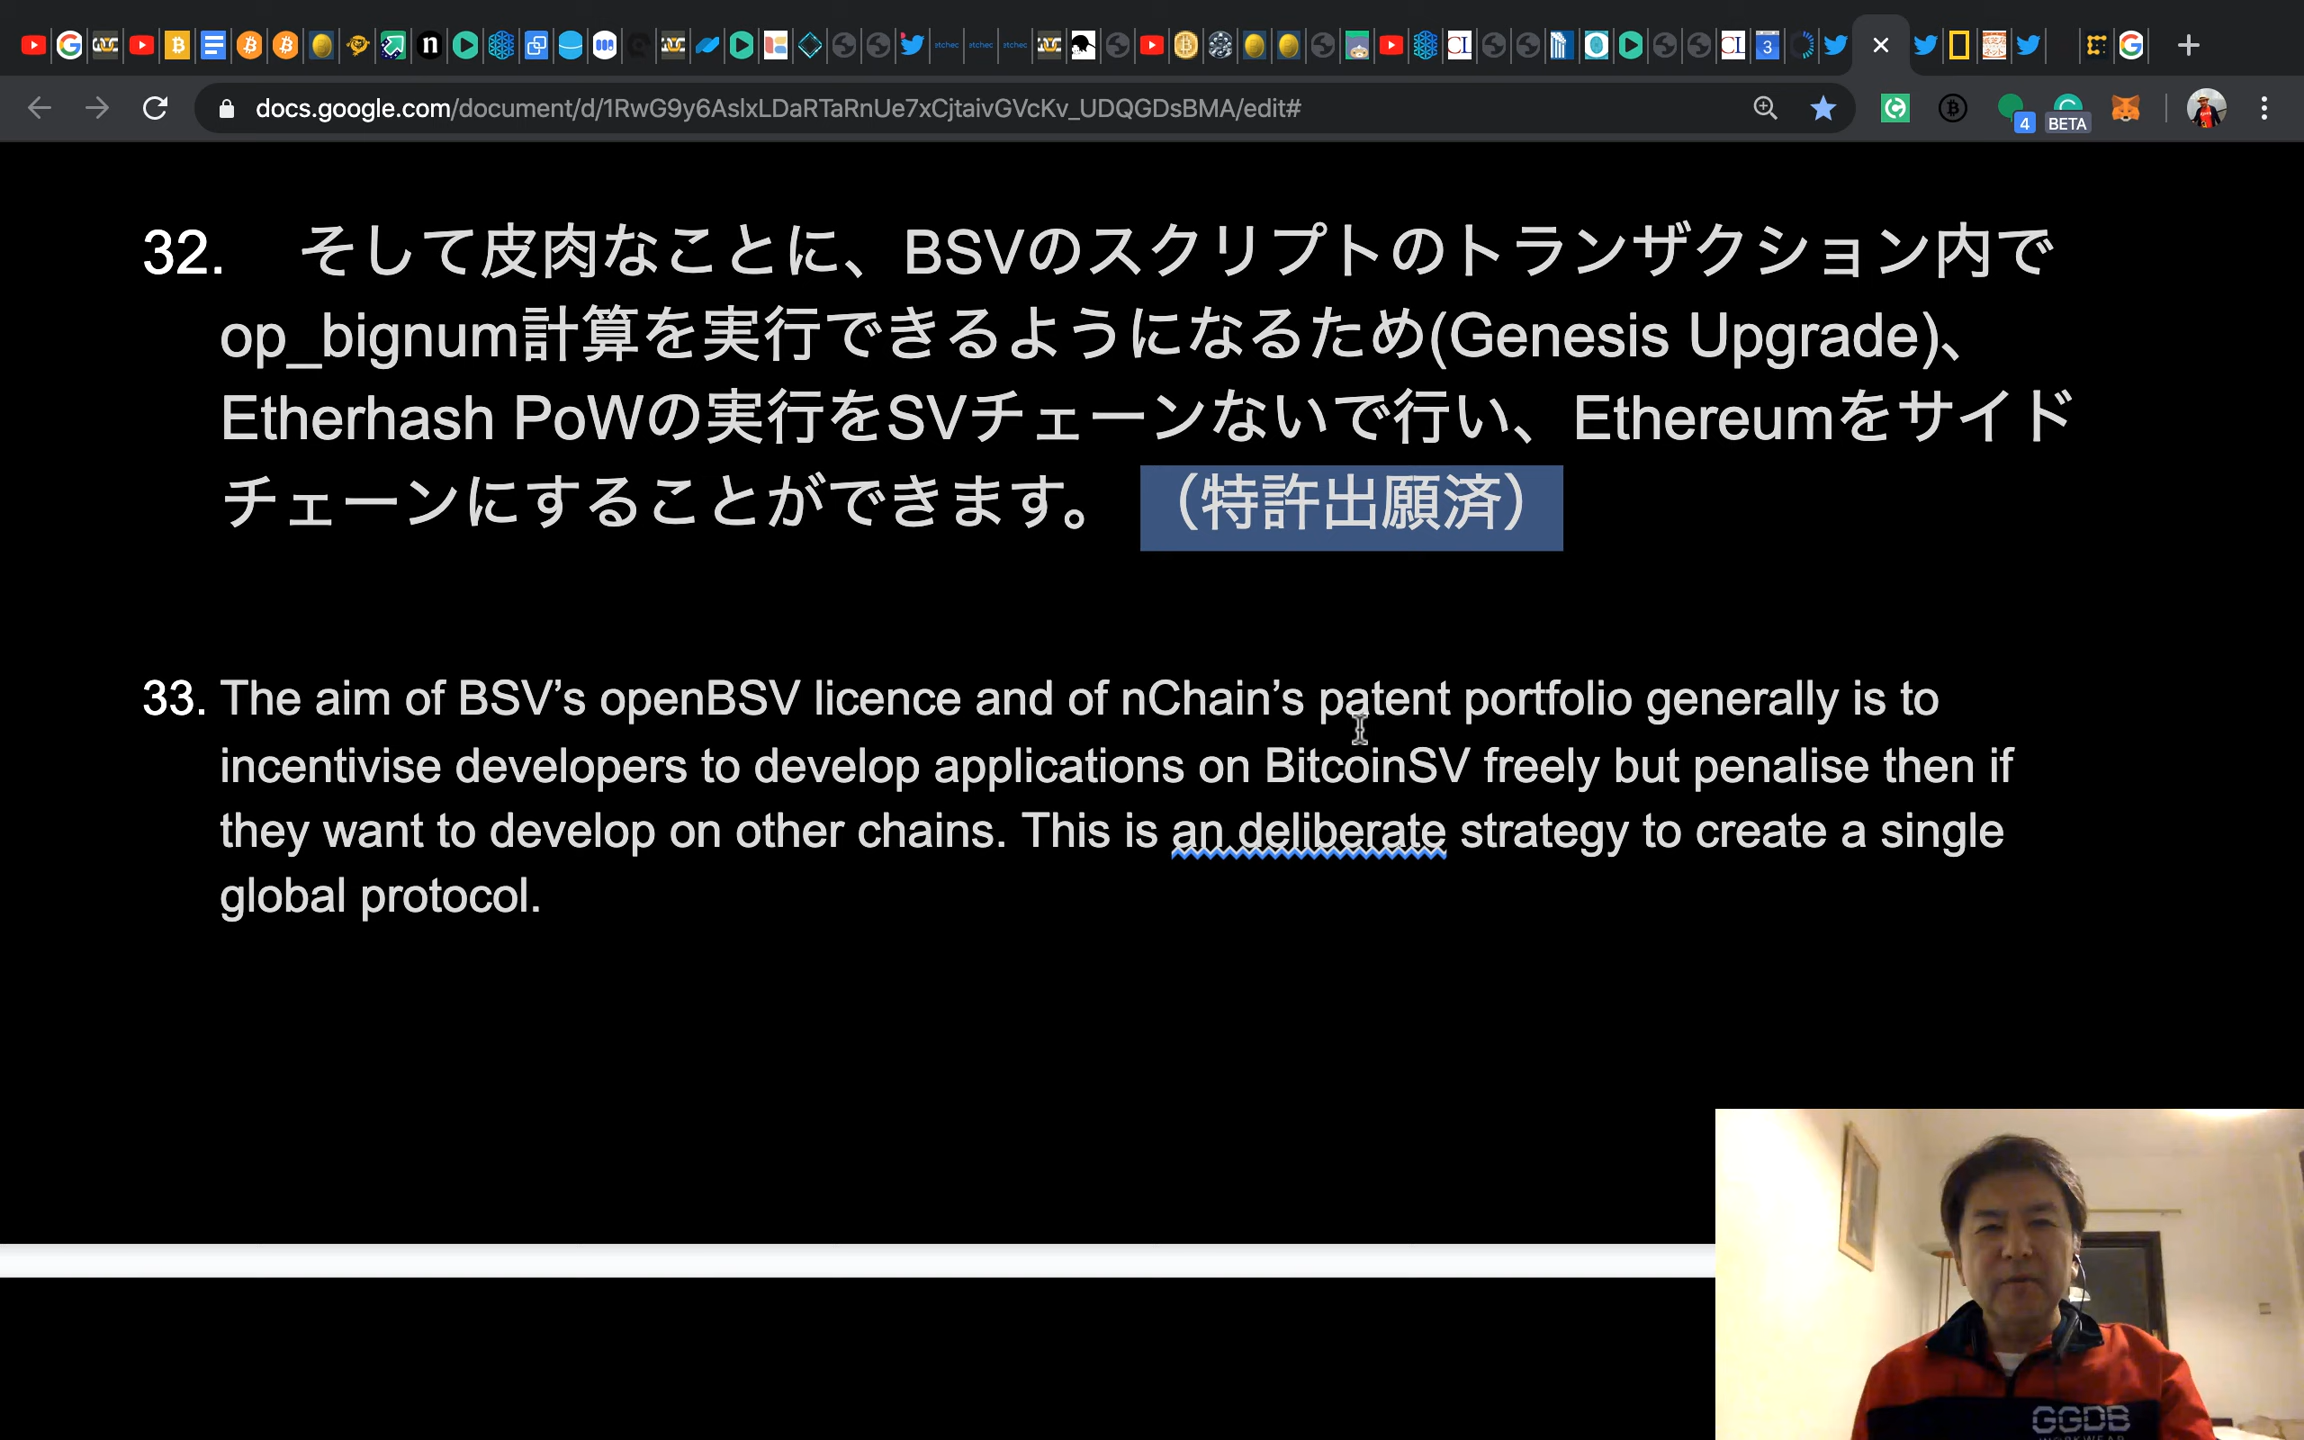 docs.google.com/document/d/1RwG9y6AslxLDaRTaRnUe7xCjtaivGVcKv_UDQGDsBMA/edit#
4
BETA
32. そして皮肉なことに、BSVのスクリプトのトランザクション内で
op_bignum計算を実行できるようになるため(Genesis Upgrade)、
Etherhash PoWの実行をSVチェーンないで行い、Ethereumをサイド
チェーンにすることができます。 （特許出願済）
33. The aim of BSV’s openBSV licence and of nChain’s patent portfolio generally is to
incentivise developers to develop applications on BitcoinSV freely but penalise then if
they want to develop on other chains. This is an deliberate strategy to create a single
global protocol.
GGDB